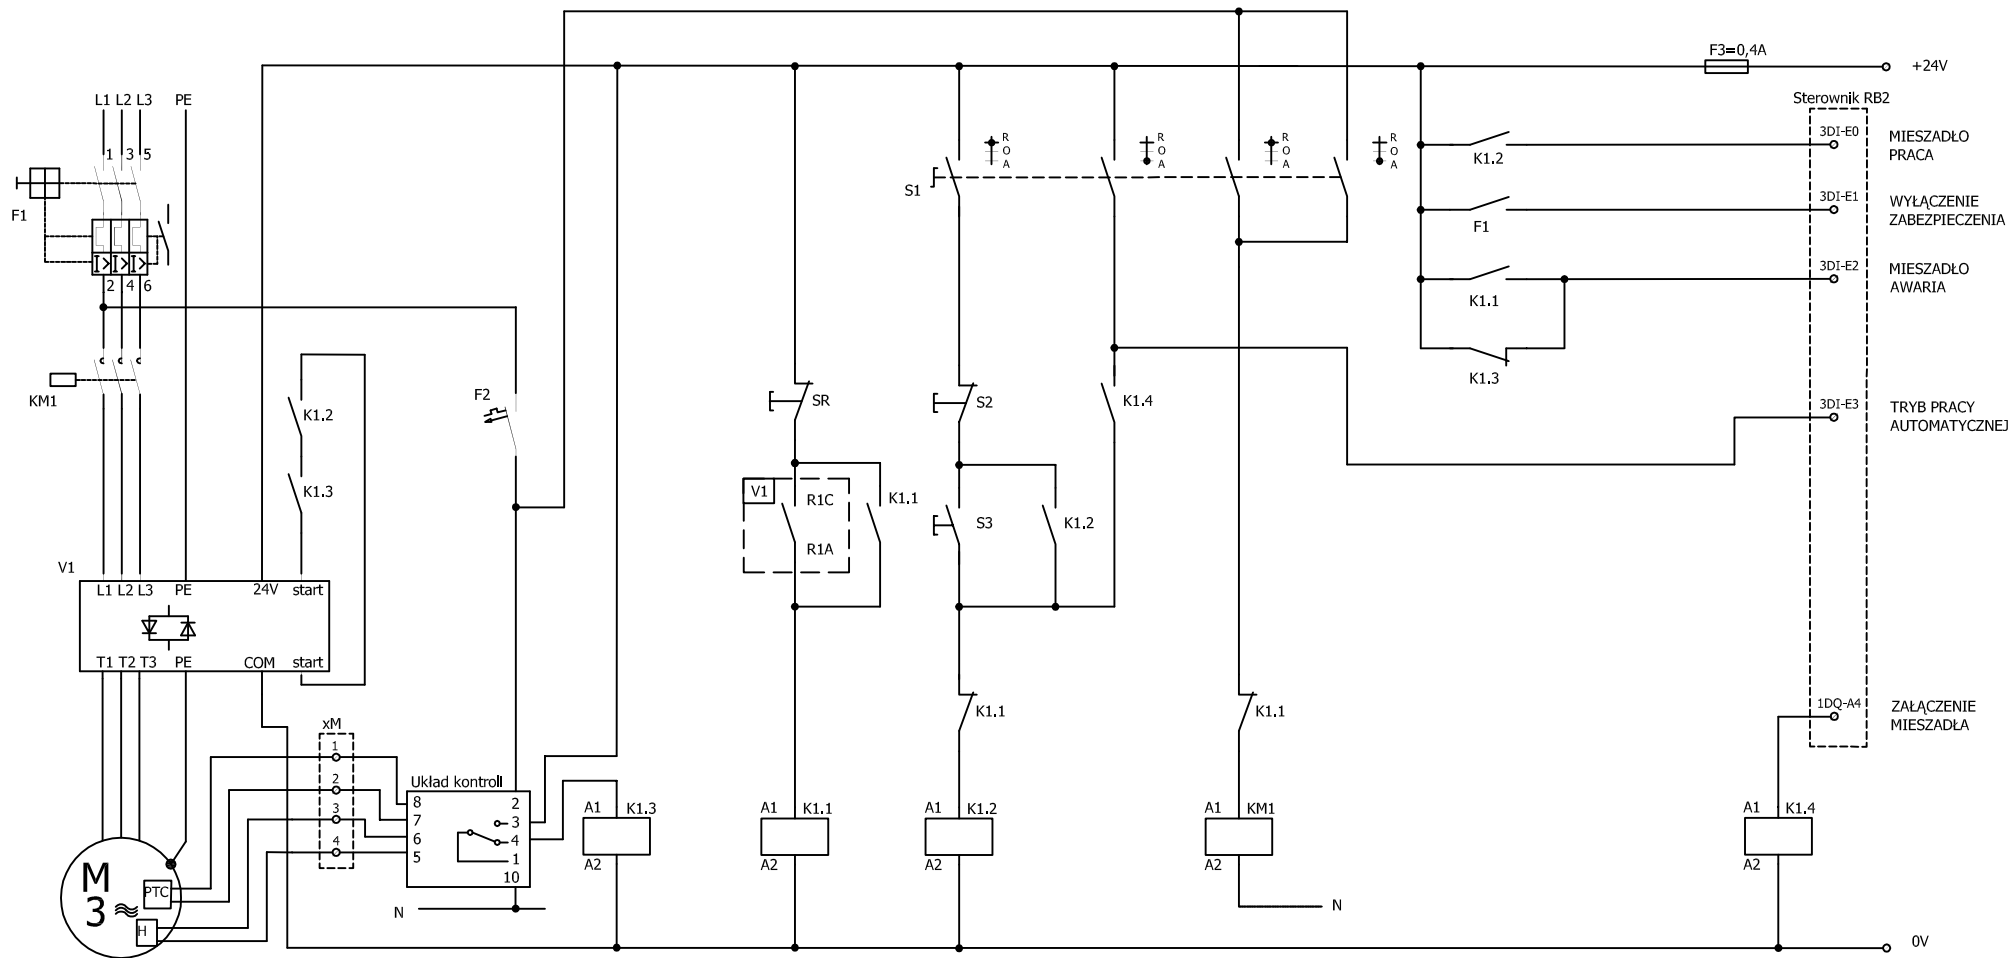 F3=0,4A
+24V
L1 L2 L3 PE
Sterownik RB2
1 3 5
R
O
A
R
O
A
R
O
A
R
O
A
3DI-E0
MIESZADŁO
PRACA
K1.2
F1
S1
3DI-E1
WYŁĄCZENIE
ZABEZPIECZENIA
F1
I> I> I>
2 4 6
3DI-E2
MIESZADŁO
AWARIA
K1.1
K1.3
KM1
K1.2
F2
SR
S2
K1.4
3DI-E3
TRYB PRACY
AUTOMATYCZNEJ
K1.3
V1
R1C
K1.1
S3
K1.2
R1A
V1
L1 L2 L3 PE 24V start
T1 T2 T3 PE COM start
K1.1
K1.1
1DQ-A4
ZAŁĄCZENIE
MIESZADŁA
xM
1
2
3
4
Układ kontroli
8
7
6
5
2
3
4
1
10
A1 K1.3
A2
A1 K1.1
A2
A1 K1.2
A2
A1 KM1
A2
A1 K1.4
A2
M
3
PTC
H
N
N
0V